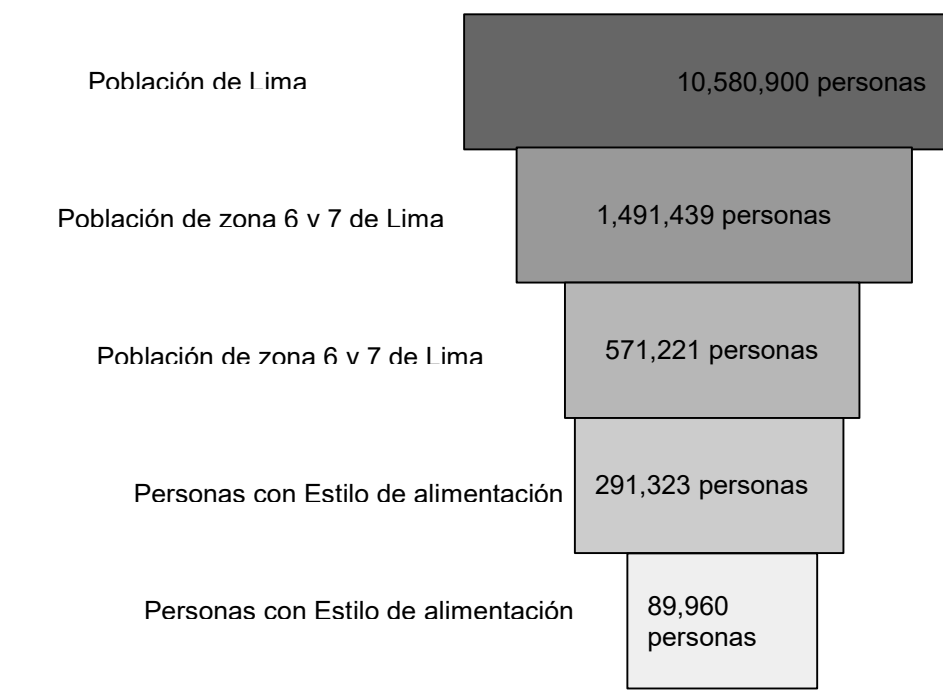 Población de Lima
10,580,900 personas
Población de zona 6 y 7 de Lima
1,491,439 personas
Población de zona 6 y 7 de Lima
571,221 personas
Personas con Estilo de alimentación
291,323 personas
Personas con Estilo de alimentación
89,960
personas